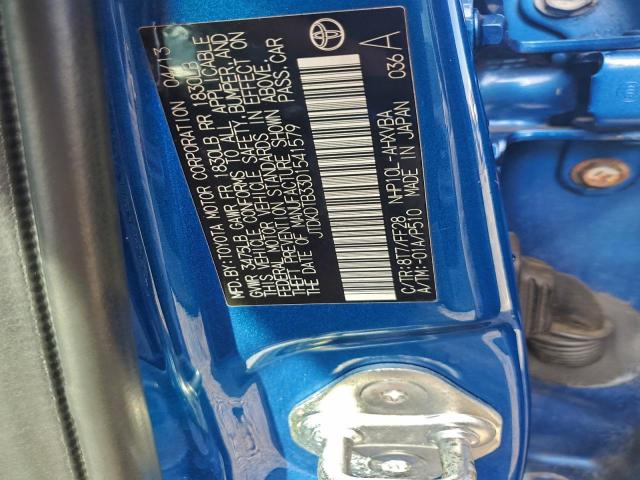 MFD. BY: TOYOTA MOTOR CORPORATION 04/13
GVWR 3475LB GAWR FR 1830LB RR 1830LB
THIS VEHICLE CONFORMS TO ALL APPLICABLE
FEDERAL MOTOR VEHICLE SAFETY, BUMPER, AND
THEFT PREVENTION STANDARDS IN EFFECT ON
THE DATE OF MANUFACTURE SHOWN ABOVE.
JTDKDTB33D1541579 PASS. CAR
C/TR: 8T7/FF28 NHP10L-AHXVBA 036 A
A/TM: -01A/P510 MADE IN JAPAN